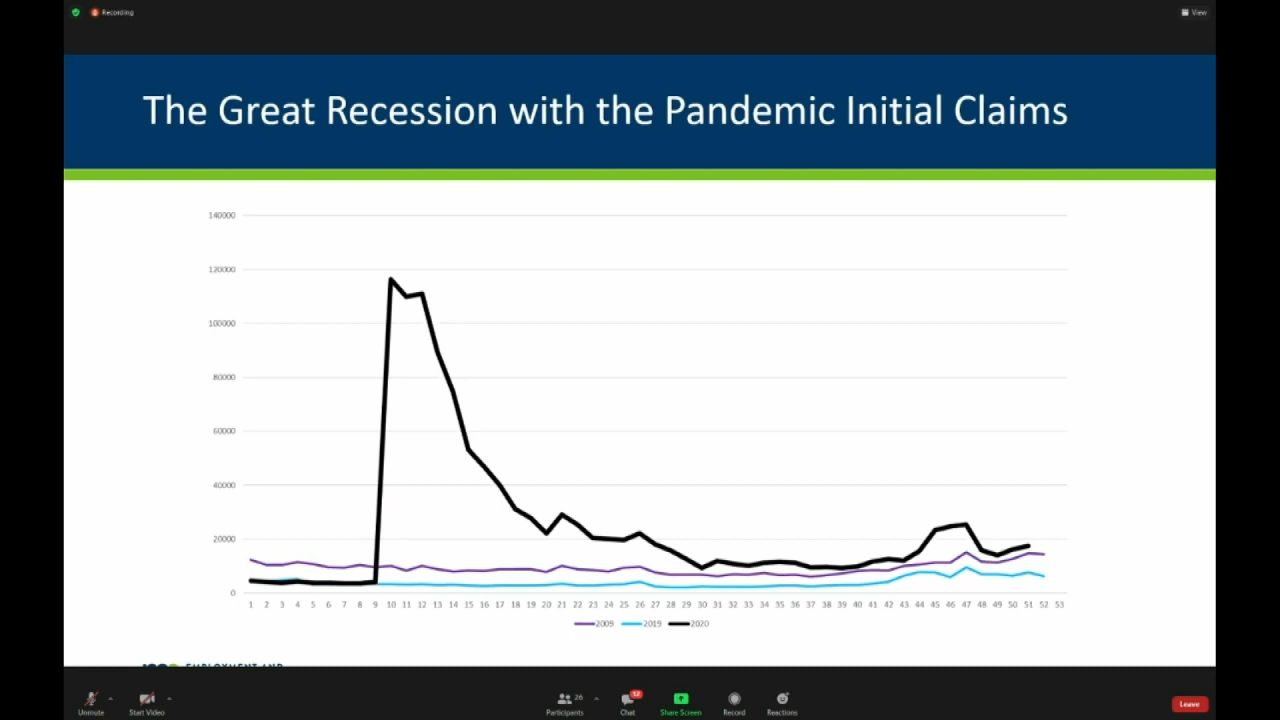 Recording
View
The Great Recession with the Pandemic Initial Claims
140000
120000
100000
80000
60000
40000
20000
0
1 2 3 4 5 6 7 8 9 10 11 12 13 14 15 16 17 18 19 20 21 22 23 24 25 26 27 28 29 30 31 32 33 34 35 36 37 38 39 40 41 42 43 44 45 46 47 48 49 50 51 52 53
2009 2019 2020
EMPLOYMENT AND
Unmute
Start Video
26
Participants
12
Chat
Share Screen
Record
Reactions
Leave